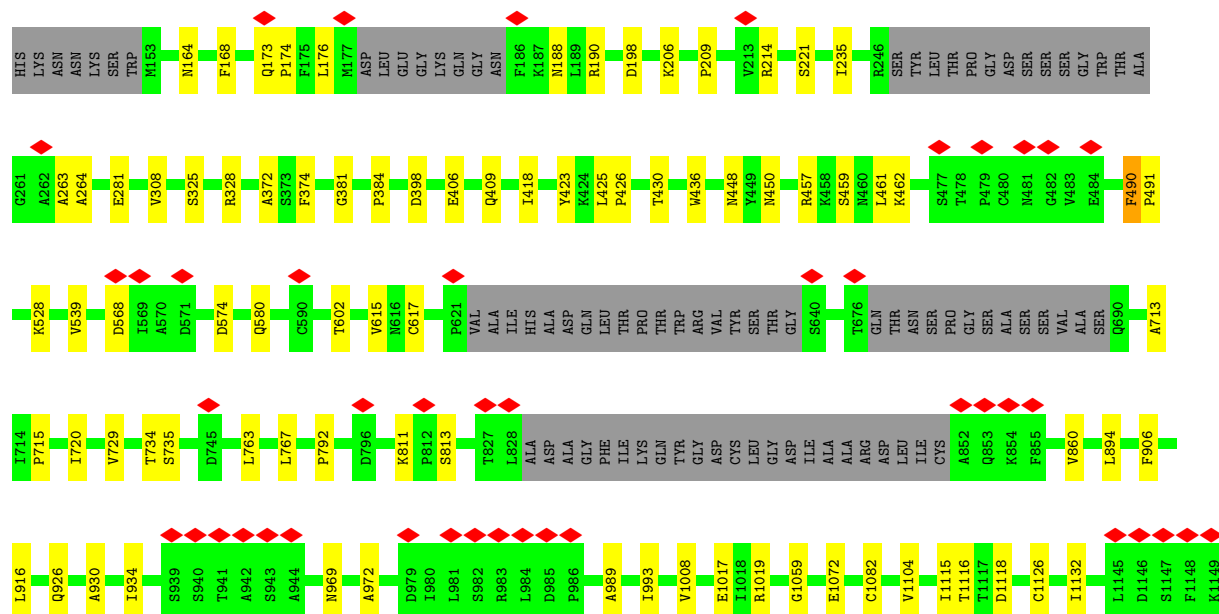 HIS LYS ASN ASN LYS SER TRP M153 N164 F168 Q173 P174 F175 L176 M177 ASP LEU GLU GLY LYS GLN GLY ASN F186 K187 N188 L189 R190 D198 K206 P209 V213 R214 S221 I235 R246 SER TYR LEU THR PRO GLY ASP SER SER SER GLY TRP THR ALA
G261 A262 A263 A264 E281 V308 S325 R328 A372 S373 F374 G381 P384 D398 E406 Q409 I418 Y423 K424 L425 P426 T430 W436 N448 Y449 N450 R457 K458 S459 N460 L461 K462 S477 T478 P479 C480 N481 G482 V483 E484 F490 P491
K528 V539 D568 I569 A570 D571 D574 Q580 C590 T602 V615 N616 C617 P621 VAL ALA ILE HIS ALA ASP GLN LEU THR PRO THR TRP ARG VAL TYR SER THR GLY S640 T676 GLN THR ASN SER PRO GLY SER ALA SER SER VAL ALA SER Q690 A713
I714 P715 I720 V729 T734 S735 D745 L763 L767 P792 D796 K811 P812 S813 T827 L828 ALA ASP ALA GLY PHE ILE LYS GLN TYR GLY ASP CYS LEU GLY ASP ILE ALA ALA ARG ASP LEU ILE CYS A852 Q853 K854 F855 V860 L894 F906
L916 Q926 A930 I934 S939 S940 T941 A942 S943 A944 N969 A972 D979 I980 L981 S982 R983 L984 D985 P986 A989 I993 V1008 E1017 I1018 R1019 G1059 E1072 C1082 V1104 I1115 T1116 T1117 D1118 C1126 I1132 L1145 D1146 S1147 F1148 K1149